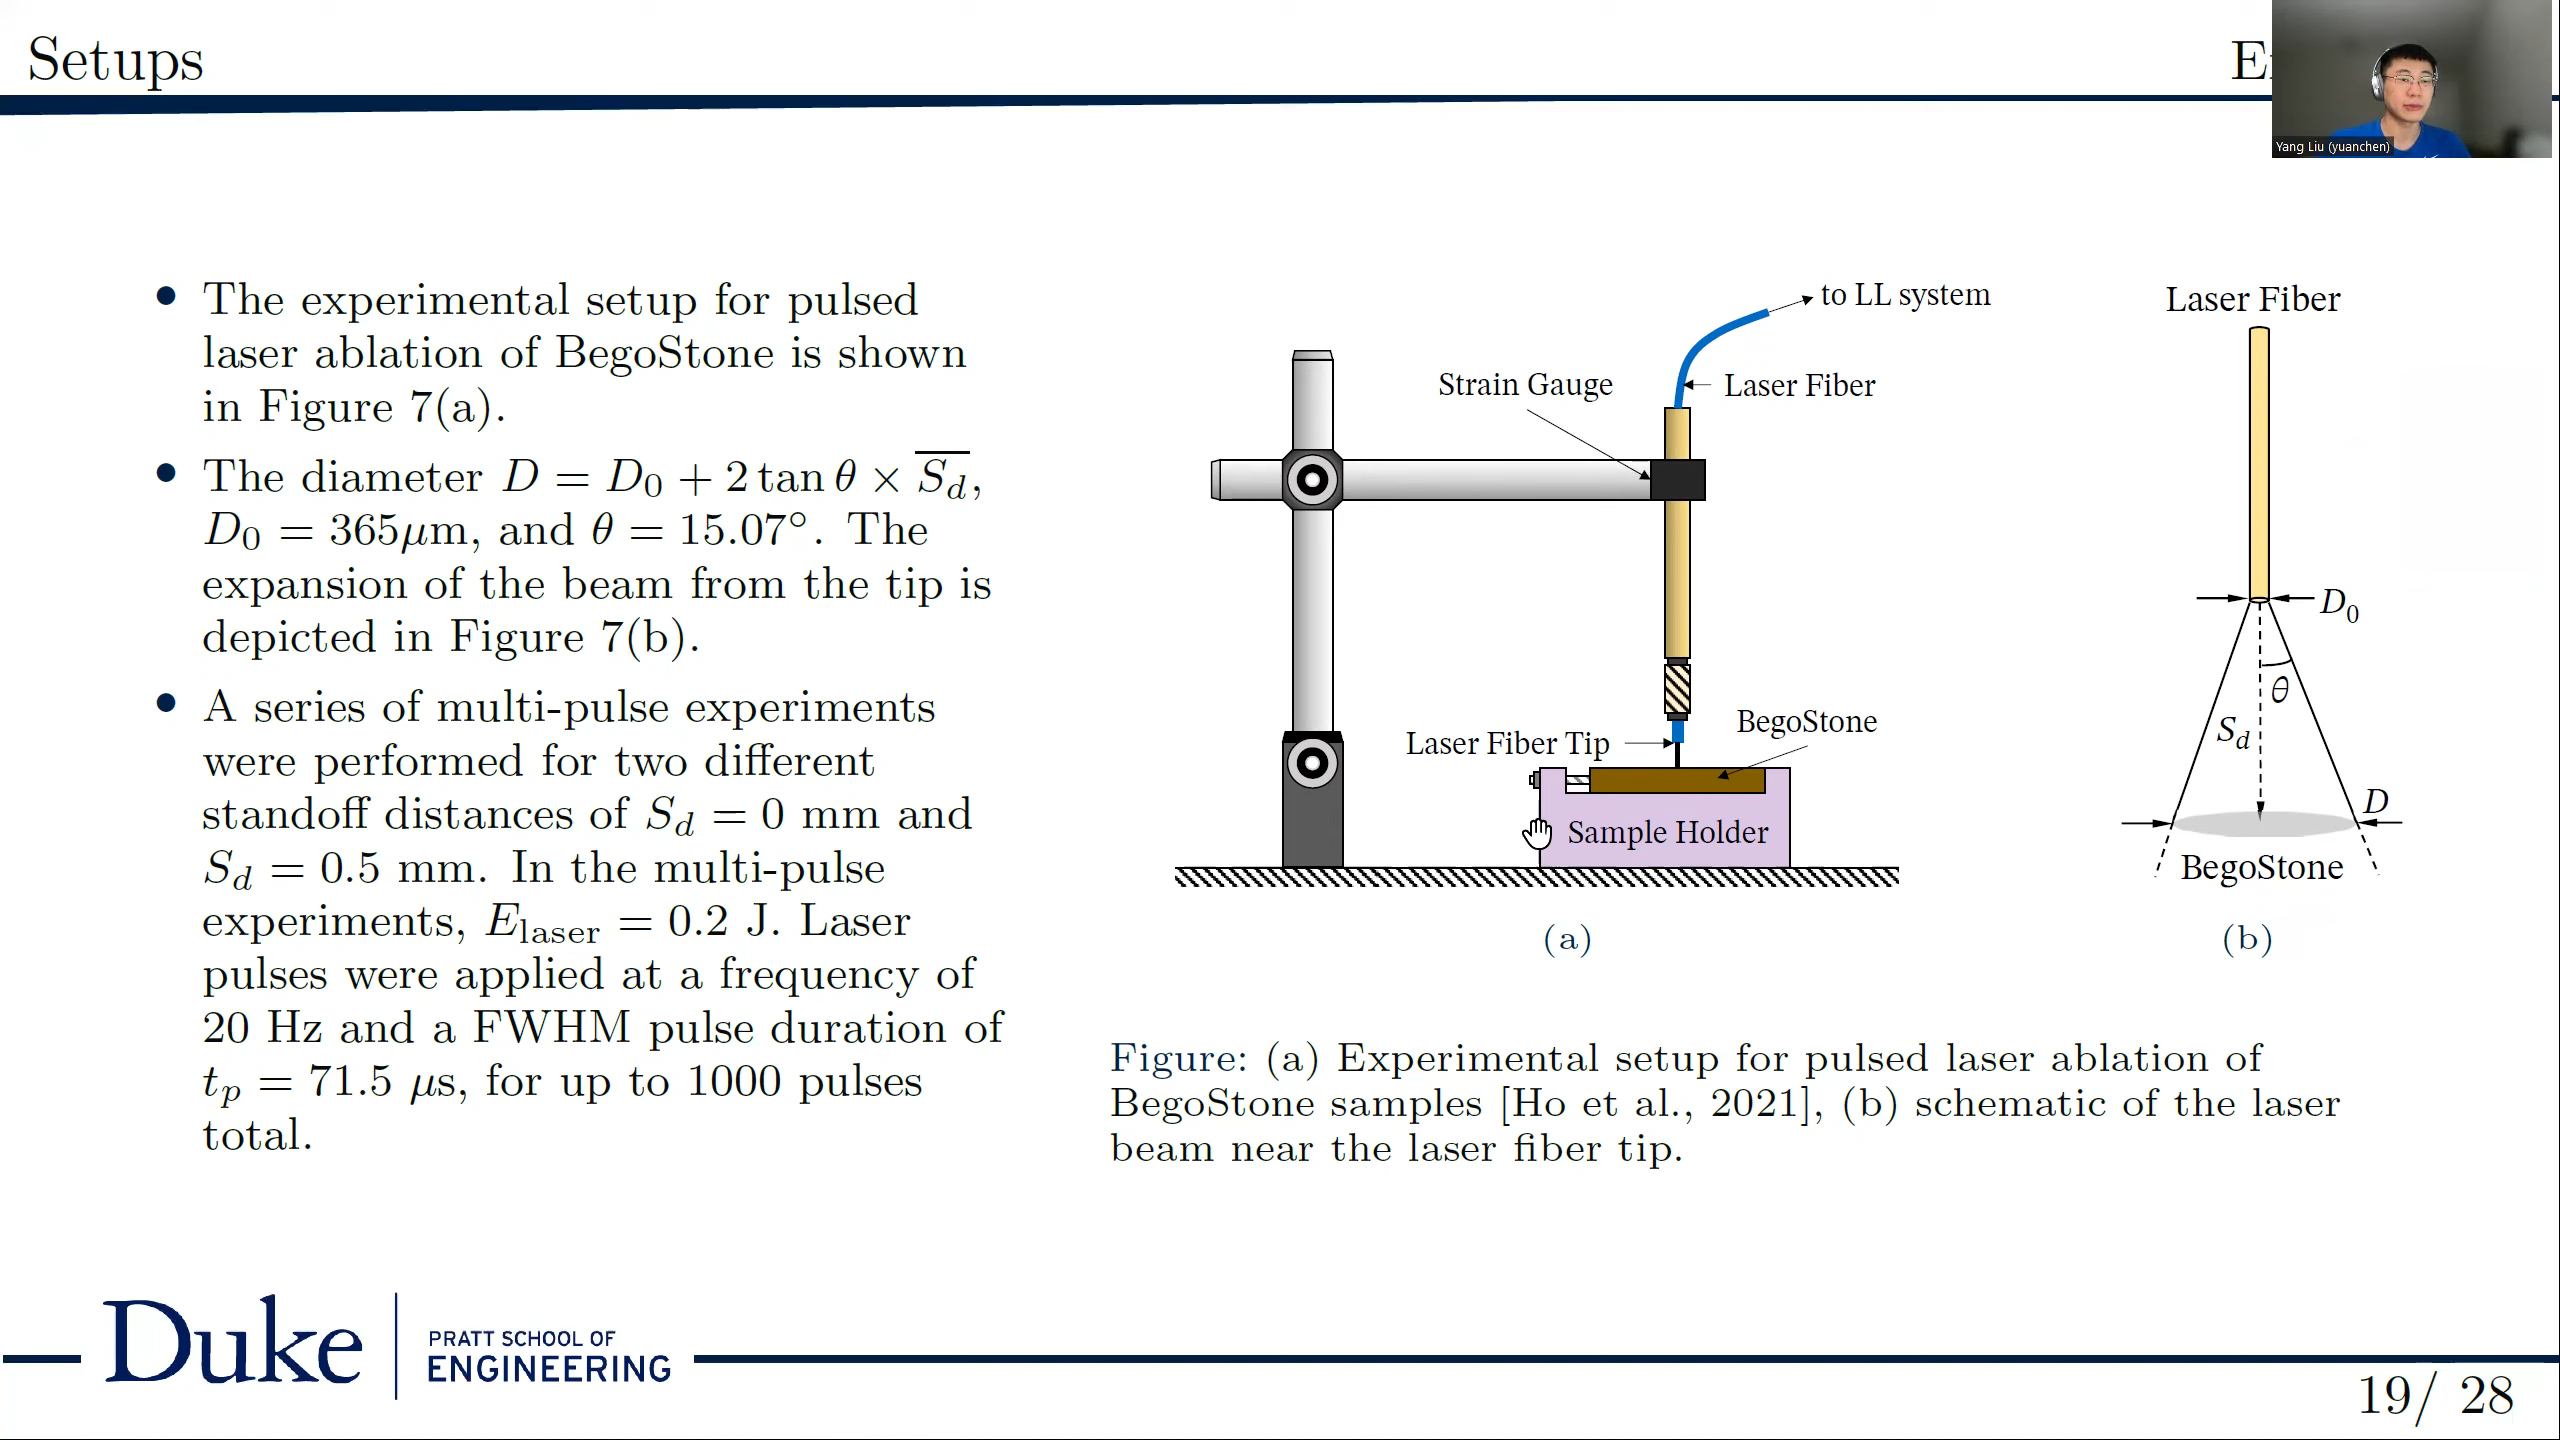 Setups
Yang Liu (yuanchen)
• The experimental setup for pulsed
laser ablation of BegoStone is shown
in Figure 7(a).
• The diameter D = D₀ + 2 tan θ × S̅_d,
D₀ = 365μm, and θ = 15.07°. The
expansion of the beam from the tip is
depicted in Figure 7(b).
• A series of multi-pulse experiments
were performed for two different
standoff distances of S_d = 0 mm and
S_d = 0.5 mm. In the multi-pulse
experiments, E_laser = 0.2 J. Laser
pulses were applied at a frequency of
20 Hz and a FWHM pulse duration of
t_p = 71.5 μs, for up to 1000 pulses
total.
to LL system
Strain Gauge
Laser Fiber
Laser Fiber Tip
BegoStone
Sample Holder
(a)
Laser Fiber
D₀
θ
S_d
D
BegoStone
(b)
Figure: (a) Experimental setup for pulsed laser ablation of
BegoStone samples [Ho et al., 2021], (b) schematic of the laser
beam near the laser fiber tip.
Duke
PRATT SCHOOL OF
ENGINEERING
19/ 28